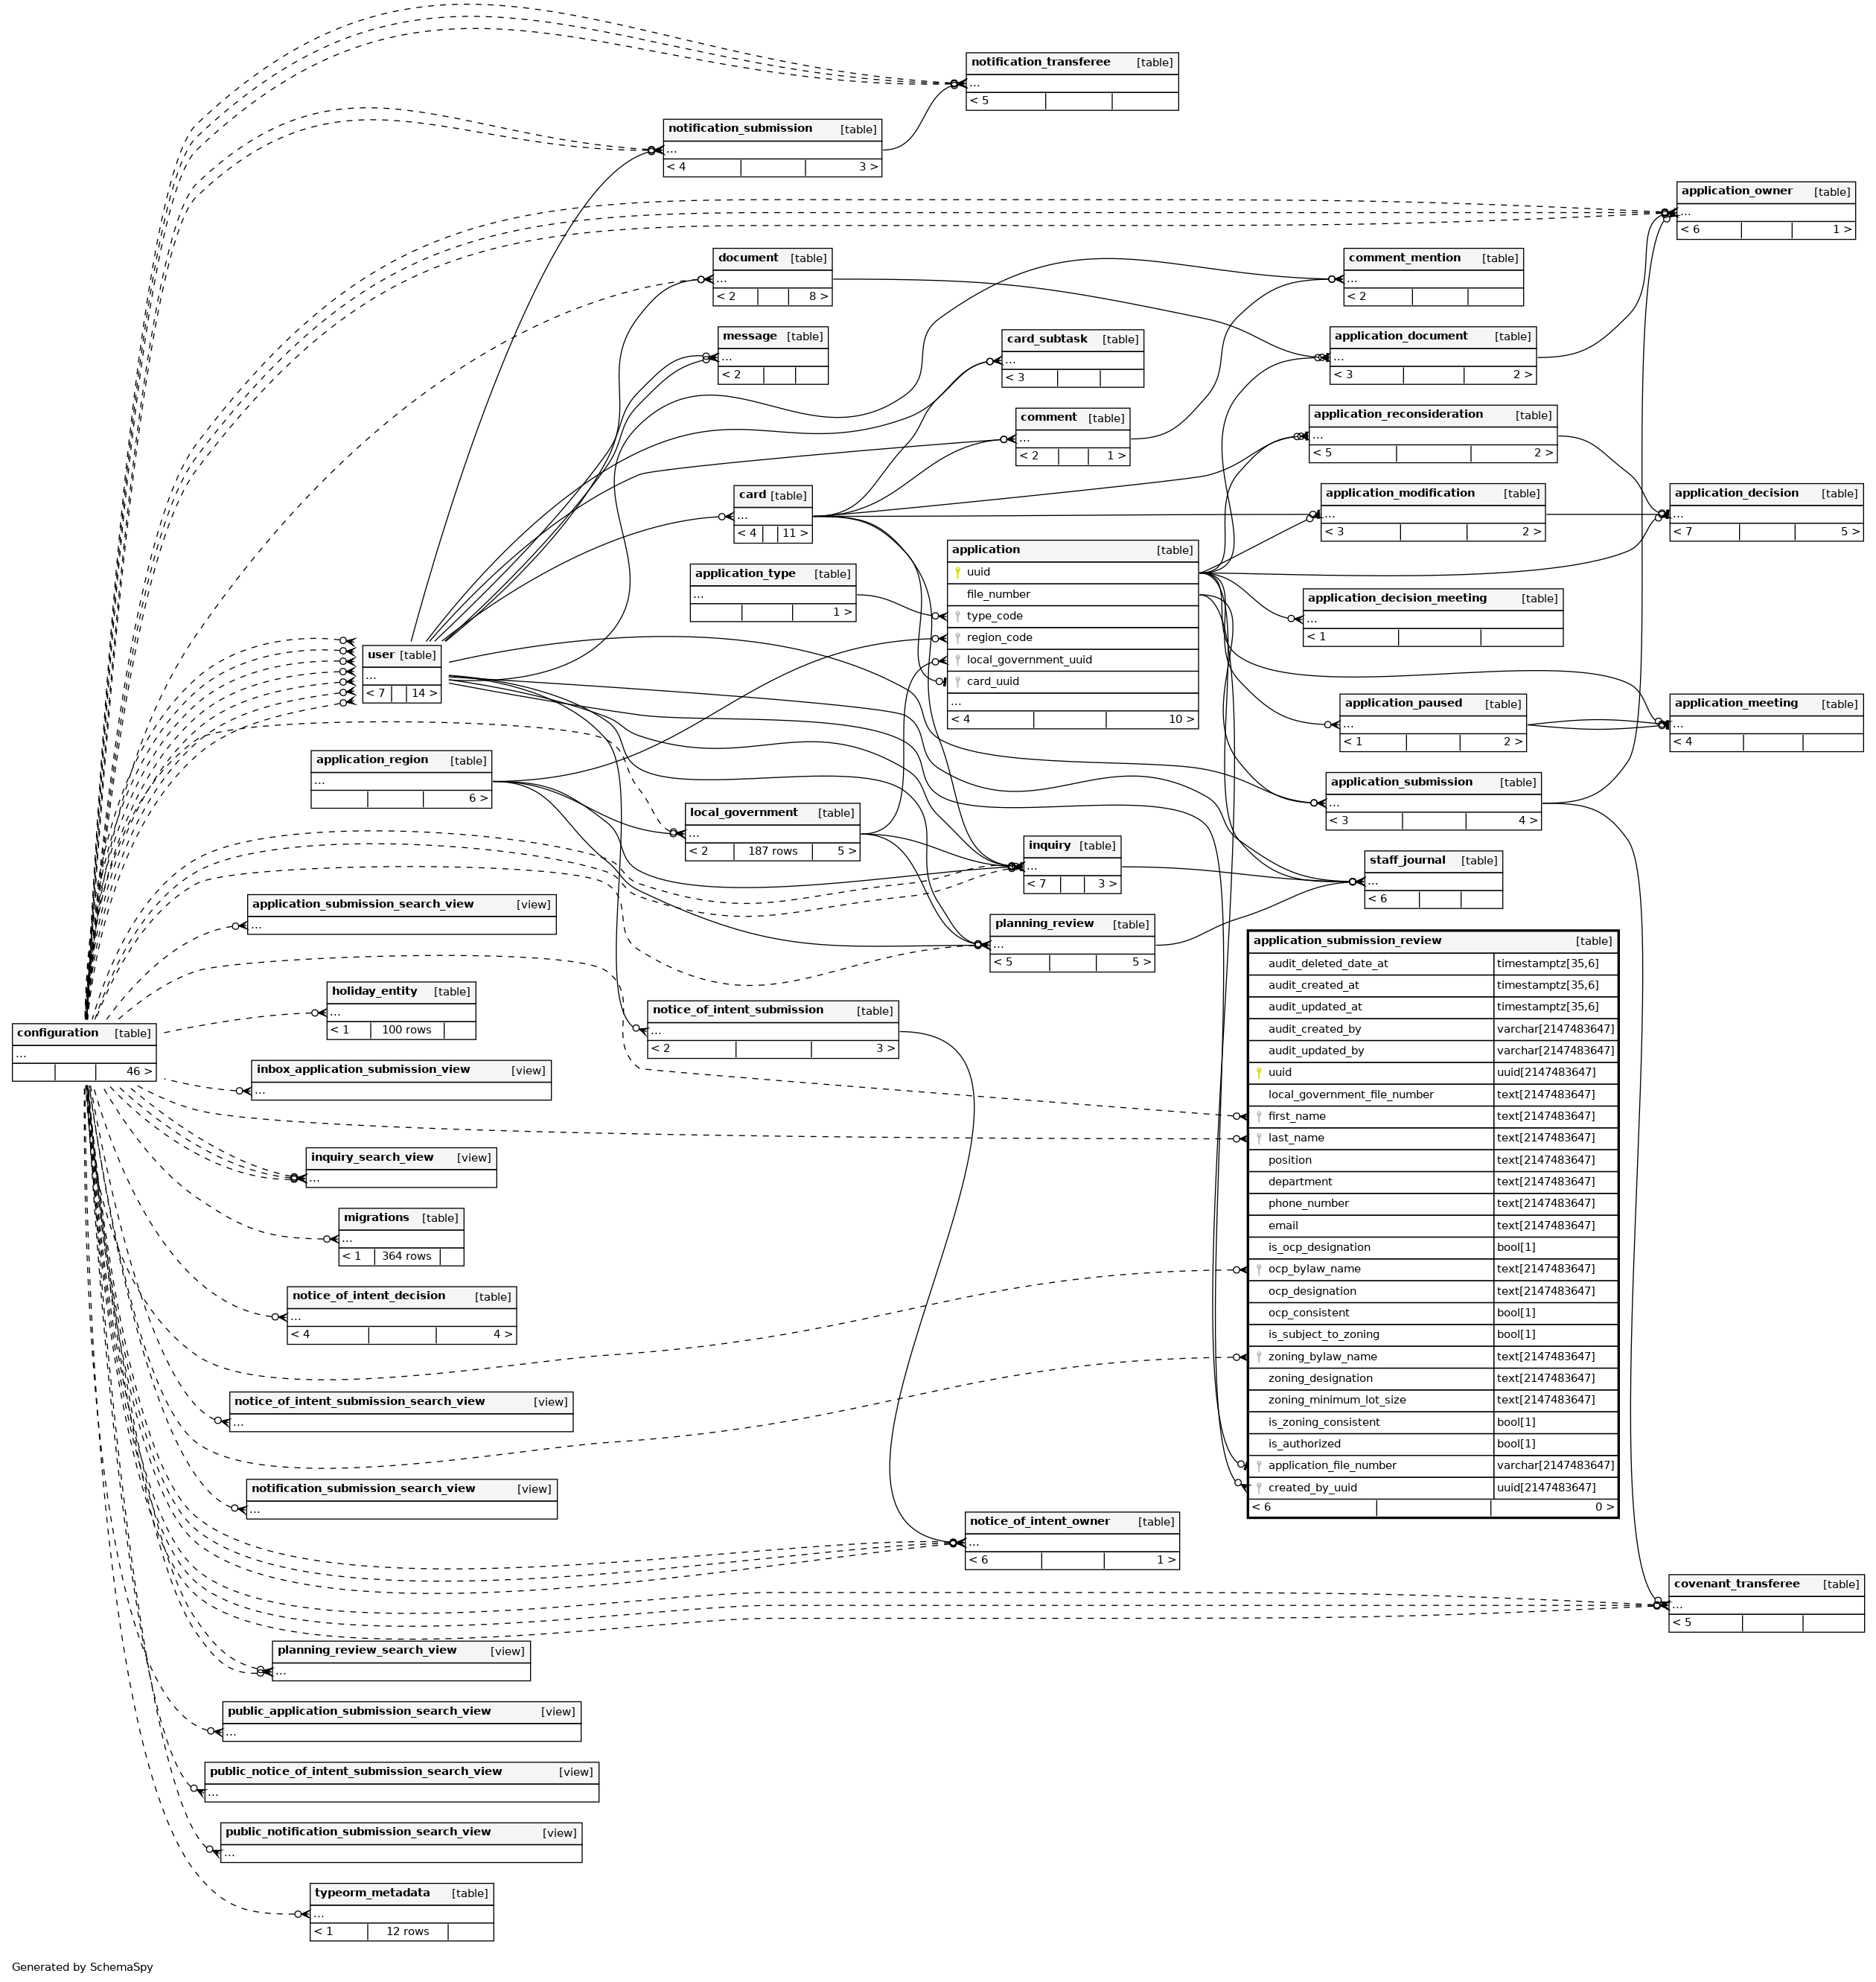 notification_transferee [table]
...
< 5
notification_submission [table]
...
< 4 3 >
application_owner [table]
...
< 6 1 >
document [table]
...
< 2 8 >
comment_mention [table]
...
< 2
message [table]
...
< 2
card_subtask [table]
...
< 3
application_document [table]
...
< 3 2 >
comment [table]
...
< 2 1 >
application_reconsideration [table]
...
< 5 2 >
card [table]
...
< 4 11 >
application_modification [table]
...
< 3 2 >
application_decision [table]
...
< 7 5 >
application [table]
uuid
file_number
type_code
region_code
local_government_uuid
card_uuid
...
< 4 10 >
application_type [table]
...
1 >
application_decision_meeting [table]
...
< 1
user [table]
...
< 7 14 >
application_paused [table]
...
< 1 2 >
application_meeting [table]
...
< 4
application_region [table]
...
6 >
application_submission [table]
...
< 3 4 >
local_government [table]
...
< 2 187 rows 5 >
inquiry [table]
...
< 7 3 >
staff_journal [table]
...
< 6
application_submission_search_view [view]
...
planning_review [table]
...
< 5 5 >
application_submission_review [table]
audit_deleted_date_at timestamptz[35,6]
audit_created_at timestamptz[35,6]
audit_updated_at timestamptz[35,6]
audit_created_by varchar[2147483647]
audit_updated_by varchar[2147483647]
uuid uuid[2147483647]
local_government_file_number text[2147483647]
first_name text[2147483647]
last_name text[2147483647]
position text[2147483647]
department text[2147483647]
phone_number text[2147483647]
email text[2147483647]
is_ocp_designation bool[1]
ocp_bylaw_name text[2147483647]
ocp_designation text[2147483647]
ocp_consistent bool[1]
is_subject_to_zoning bool[1]
zoning_bylaw_name text[2147483647]
zoning_designation text[2147483647]
zoning_minimum_lot_size text[2147483647]
is_zoning_consistent bool[1]
is_authorized bool[1]
application_file_number varchar[2147483647]
created_by_uuid uuid[2147483647]
< 6 0 >
holiday_entity [table]
...
< 1 100 rows
notice_of_intent_submission [table]
...
< 2 3 >
configuration [table]
...
46 >
inbox_application_submission_view [view]
...
inquiry_search_view [view]
...
migrations [table]
...
< 1 364 rows
notice_of_intent_decision [table]
...
< 4 4 >
notice_of_intent_submission_search_view [view]
...
notification_submission_search_view [view]
...
notice_of_intent_owner [table]
...
< 6 1 >
covenant_transferee [table]
...
< 5
planning_review_search_view [view]
...
public_application_submission_search_view [view]
...
public_notice_of_intent_submission_search_view [view]
...
public_notification_submission_search_view [view]
...
typeorm_metadata [table]
...
< 1 12 rows
Generated by SchemaSpy